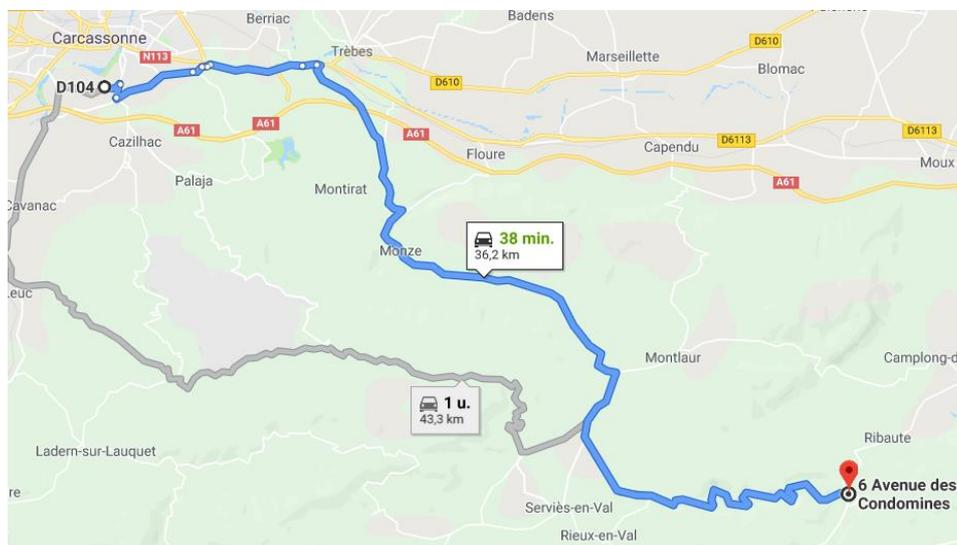 Berriac
Badens
D610
Carcassonne
Trèbes
Marseillette
N113
Blomac
D610
D104
A61
A61
A61
D6113
D6113
Cazilhac
Floure
Capendu
Moux
Palaja
Montirat
A61
Cavanac
38 min.
36,2 km
Monze
Leuc
Montlaur
Camplong-d
1 u.
43,3 km
Ribaute
Ladern-sur-Lauquet
6 Avenue des
Condomines
re
Serviès-en-Val
Rieux-en-Val